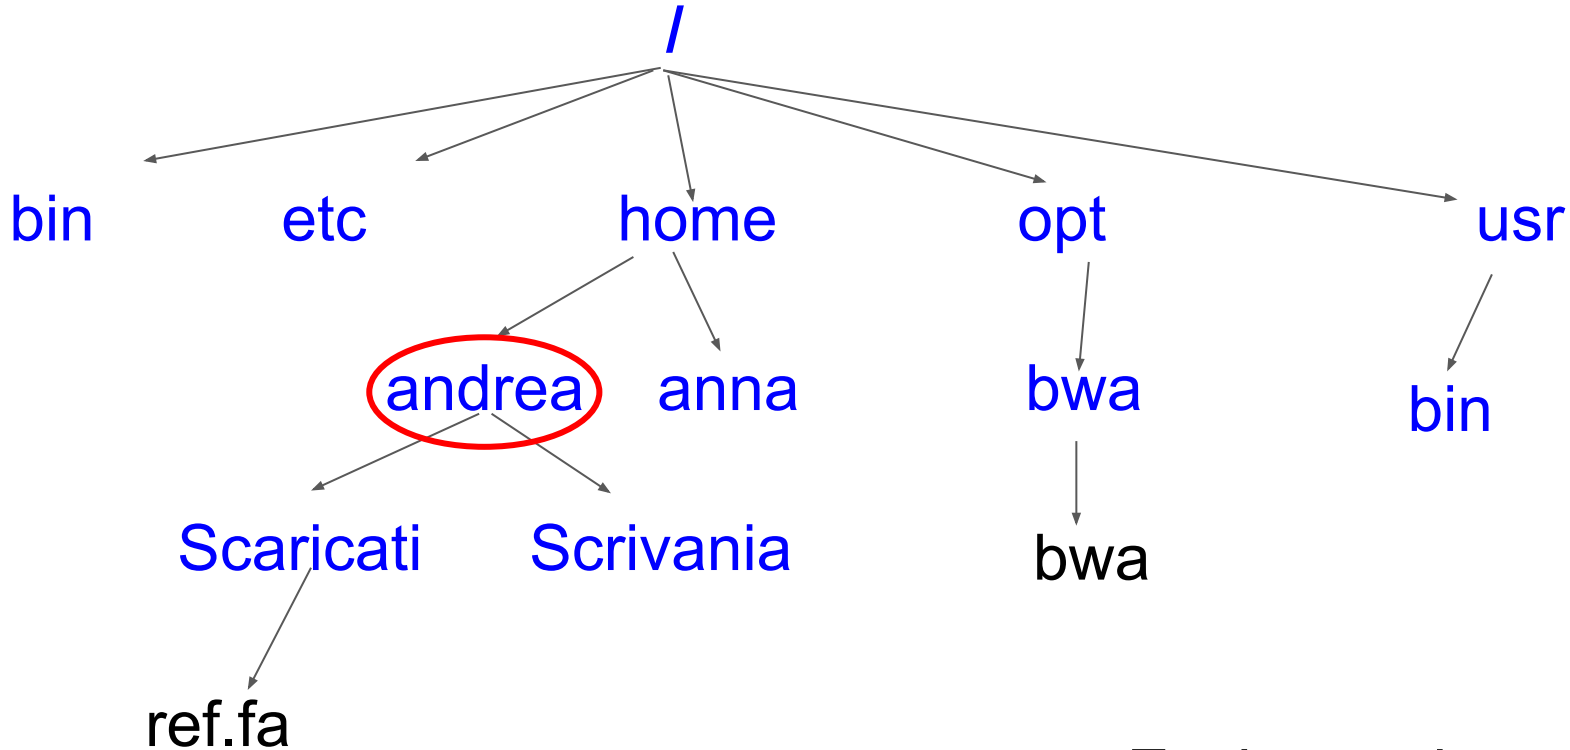 /
bin etc home opt usr
andrea anna bwa bin
Scaricati Scrivania bwa
ref.fa